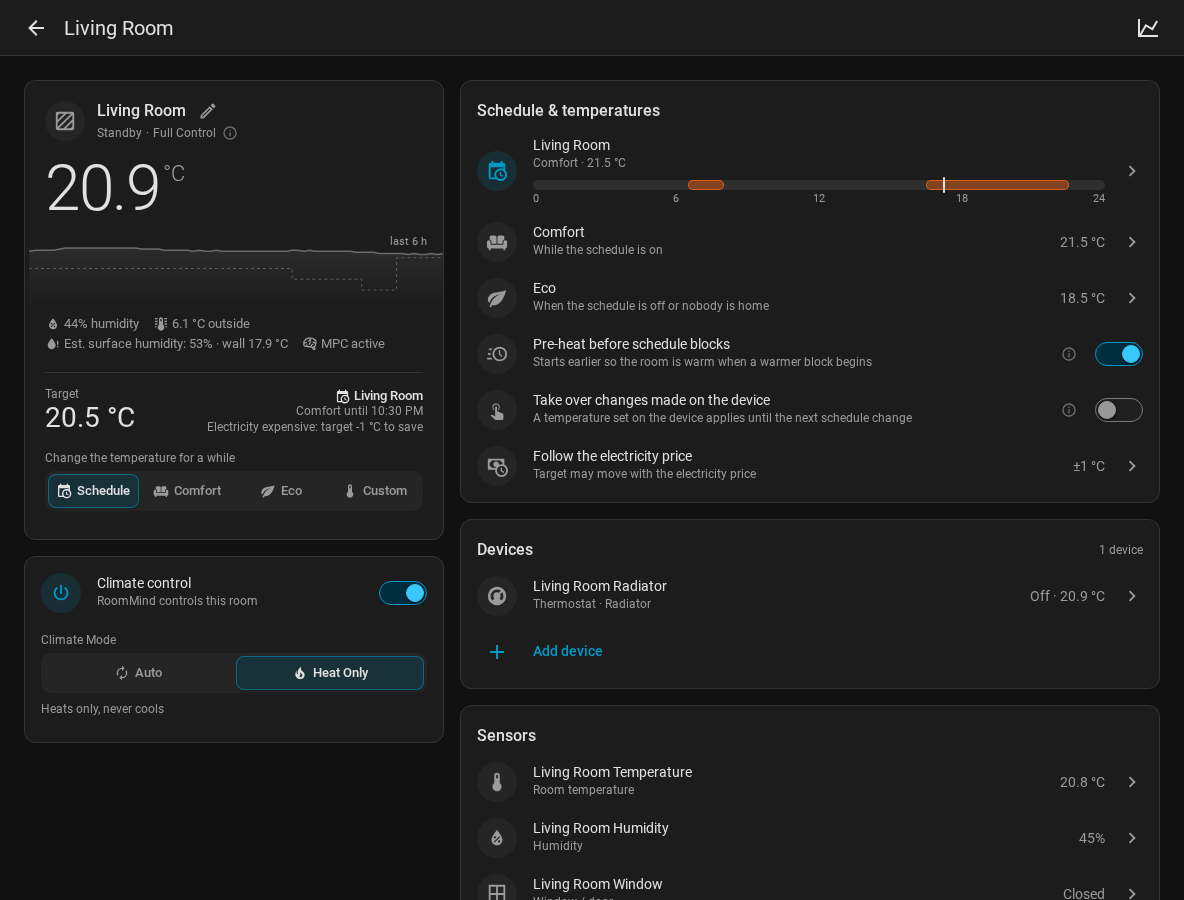 Living Room
Living Room
Standby · Full Control
20.9 °C
last 6 h
44% humidity 6.1 °C outside
Est. surface humidity: 53% · wall 17.9 °C MPC active
Target
20.5 °C
Living Room
Comfort until 10:30 PM
Electricity expensive: target -1 °C to save
Change the temperature for a while
Schedule Comfort Eco Custom
Climate control
RoomMind controls this room
Climate Mode
Auto Heat Only
Heats only, never cools
Schedule & temperatures
Living Room
Comfort · 21.5 °C
0 6 12 18 24
Comfort
While the schedule is on
21.5 °C
Eco
When the schedule is off or nobody is home
18.5 °C
Pre-heat before schedule blocks
Starts earlier so the room is warm when a warmer block begins
Take over changes made on the device
A temperature set on the device applies until the next schedule change
Follow the electricity price
Target may move with the electricity price
±1 °C
Devices
1 device
Living Room Radiator
Thermostat · Radiator
Off · 20.9 °C
Add device
Sensors
Living Room Temperature
Room temperature
20.8 °C
Living Room Humidity
Humidity
45%
Living Room Window
Window / door
Closed